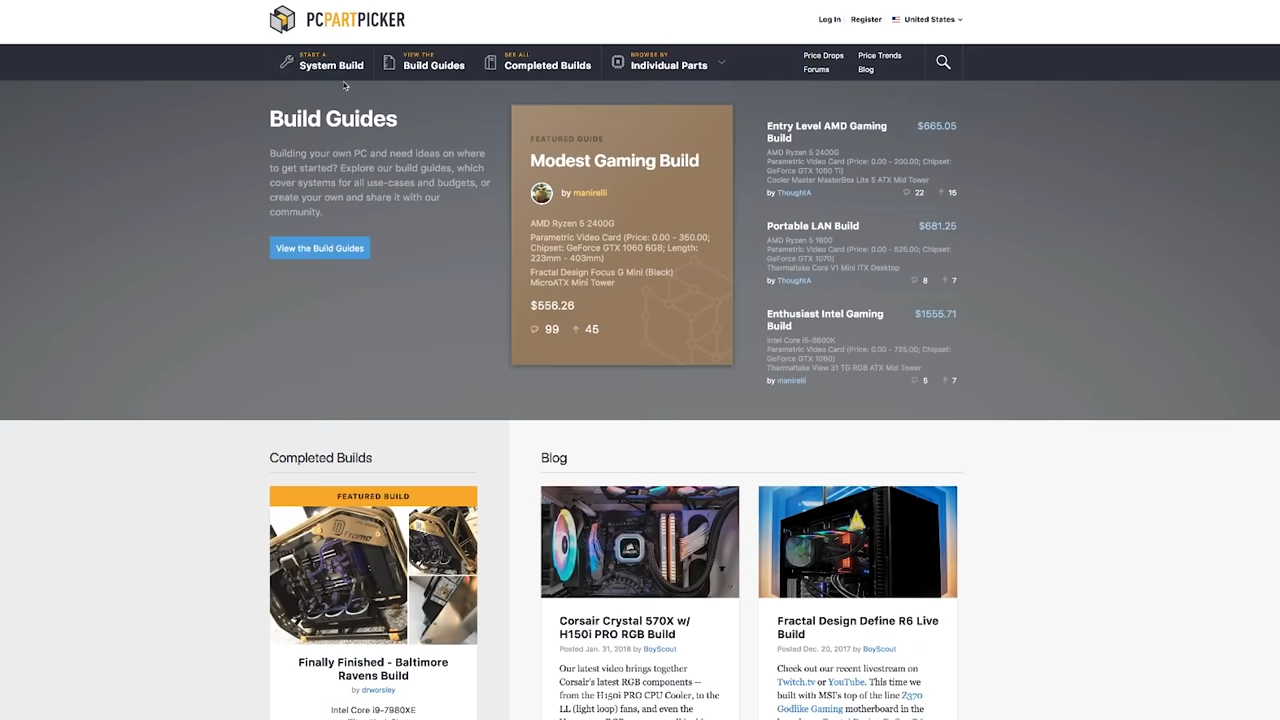 PCPARTPICKER
Log In Register United States
START A
System Build
VIEW THE
Build Guides
SEE ALL
Completed Builds
BROWSE BY
Individual Parts
Price Drops Price Trends
Forums Blog
Build Guides
Building your own PC and need ideas on where
to get started? Explore our build guides, which
cover systems for all use-cases and budgets, or
create your own and share it with our
community.
View the Build Guides
FEATURED GUIDE
Modest Gaming Build
by manirelli
AMD Ryzen 5 2400G
Parametric Video Card (Price: 0.00 - 350.00;
Chipset: GeForce GTX 1060 6GB; Length:
223mm - 403mm)
Fractal Design Focus G Mini (Black)
MicroATX Mini Tower
$556.26
99 45
Entry Level AMD Gaming $665.05
Build
AMD Ryzen 5 2400G
Parametric Video Card (Price: 0.00 - 200.00; Chipset:
GeForce GTX 1050 Ti)
Cooler Master MasterBox Lite 5 ATX Mid Tower
by ThoughtA 22 15
Portable LAN Build $681.25
AMD Ryzen 5 1600
Parametric Video Card (Price: 0.00 - 525.00; Chipset:
GeForce GTX 1070)
Thermaltake Core V1 Mini ITX Desktop
by ThoughtA 8 7
Enthusiast Intel Gaming $1555.71
Build
Intel Core i5-8600K
Parametric Video Card (Price: 0.00 - 725.00; Chipset:
GeForce GTX 1080)
Thermaltake View 31 TG RGB ATX Mid Tower
by manirelli 5 7
Completed Builds
FEATURED BUILD
Finally Finished - Baltimore
Ravens Build
by drworsley
Intel Core i9-7980XE
Blog
Corsair Crystal 570X w/
H150i PRO RGB Build
Posted Jan. 31, 2018 by BoyScout
Our latest video brings together
Corsair's latest RGB components --
from the H150i PRO CPU Cooler, to the
LL (light loop) fans, and even the
Fractal Design Define R6 Live
Build
Posted Dec. 20, 2017 by BoyScout
Check out our recent livestream on
Twitch.tv or YouTube. This time we
built with MSI's top of the line Z370
Godlike Gaming motherboard in the